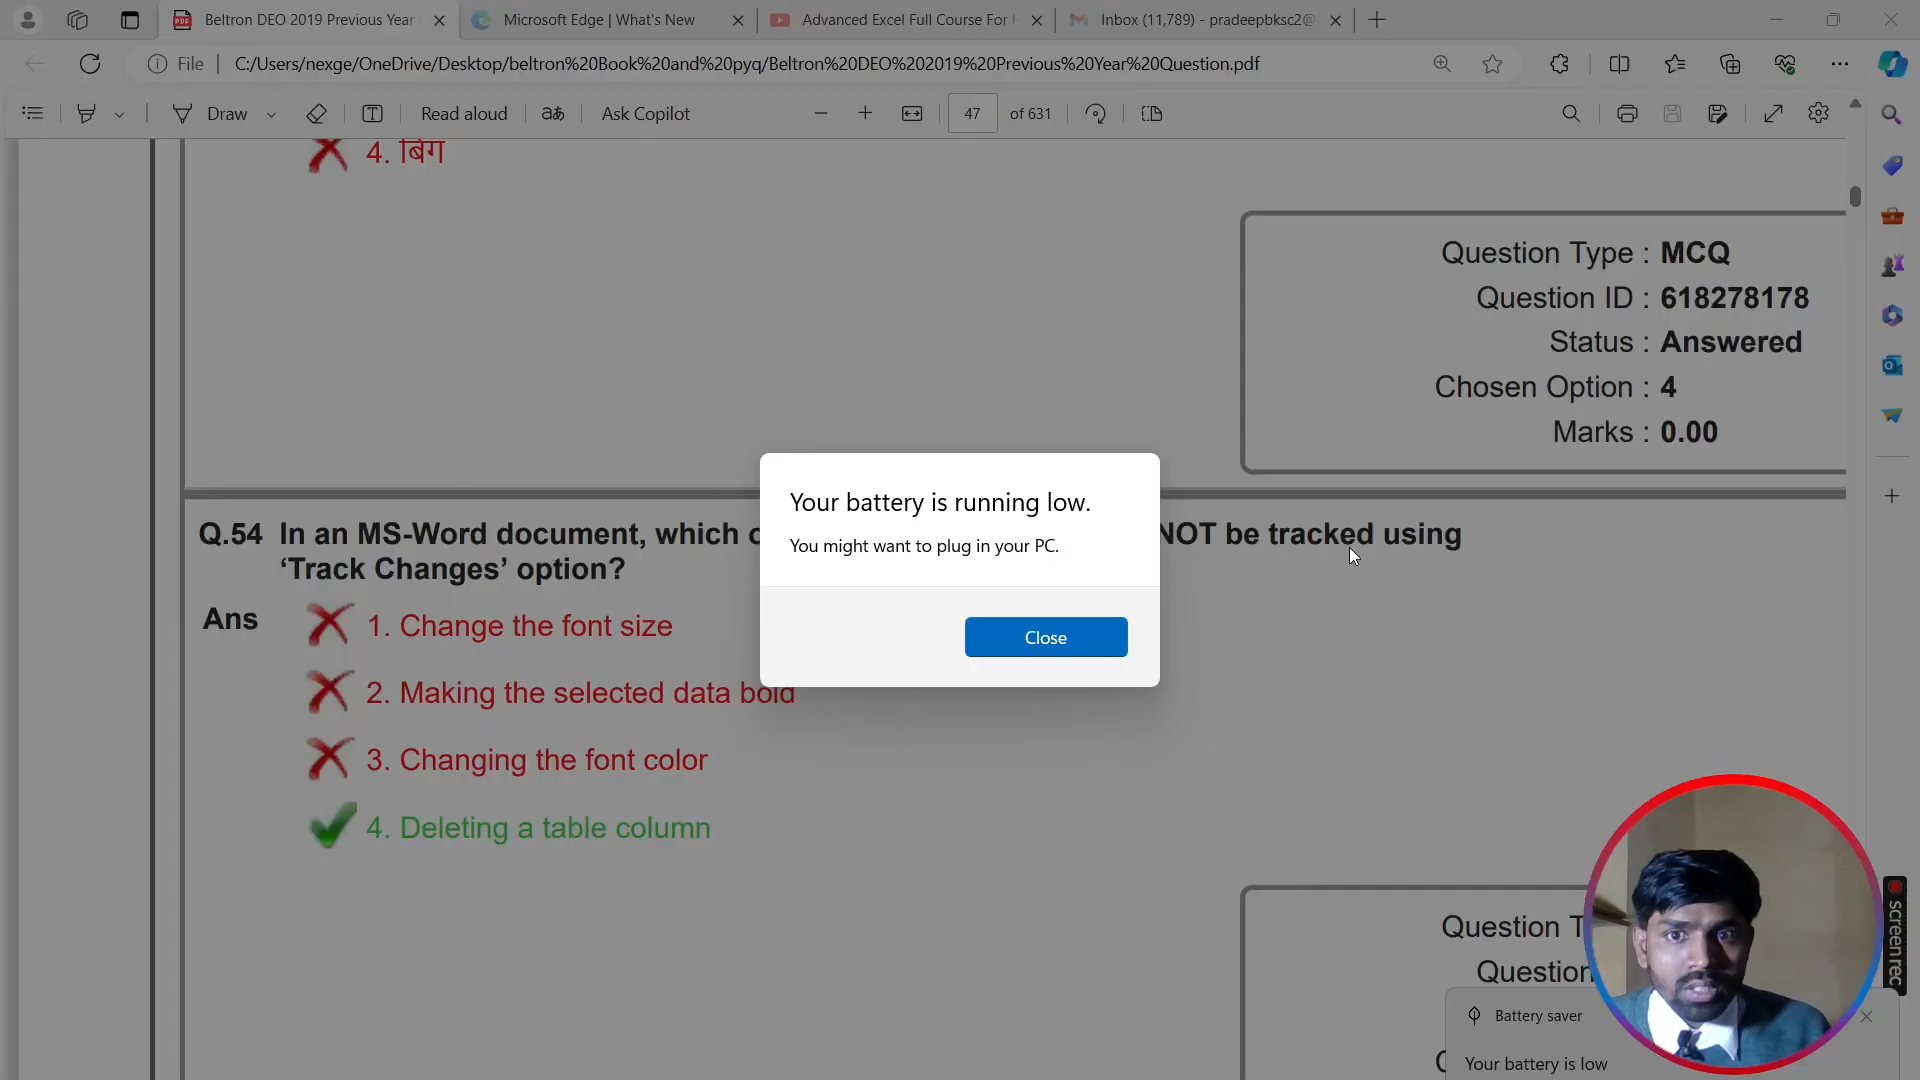 Beltron DEO 2019 Previous Year
Microsoft Edge | What's New
Advanced Excel Full Course For
Inbox (11,789) - pradeepbksc2@
File
C:/Users/nexge/OneDrive/Desktop/beltron%20Book%20and%20pyq/Beltron%20DEO%202019%20Previous%20Year%20Question.pdf
Draw
Read aloud
aあ
Ask Copilot
47 of 631
4. बिंग
Question Type : MCQ
Question ID : 618278178
Status : Answered
Chosen Option : 4
Marks : 0.00
Your battery is running low.
You might want to plug in your PC.
Close
Q.54 In an MS-Word document, which NOT be tracked using
‘Track Changes’ option?
Ans
1. Change the font size
2. Making the selected data bold
3. Changing the font color
4. Deleting a table column
Question
Question
Battery saver
Your battery is low
screen rec